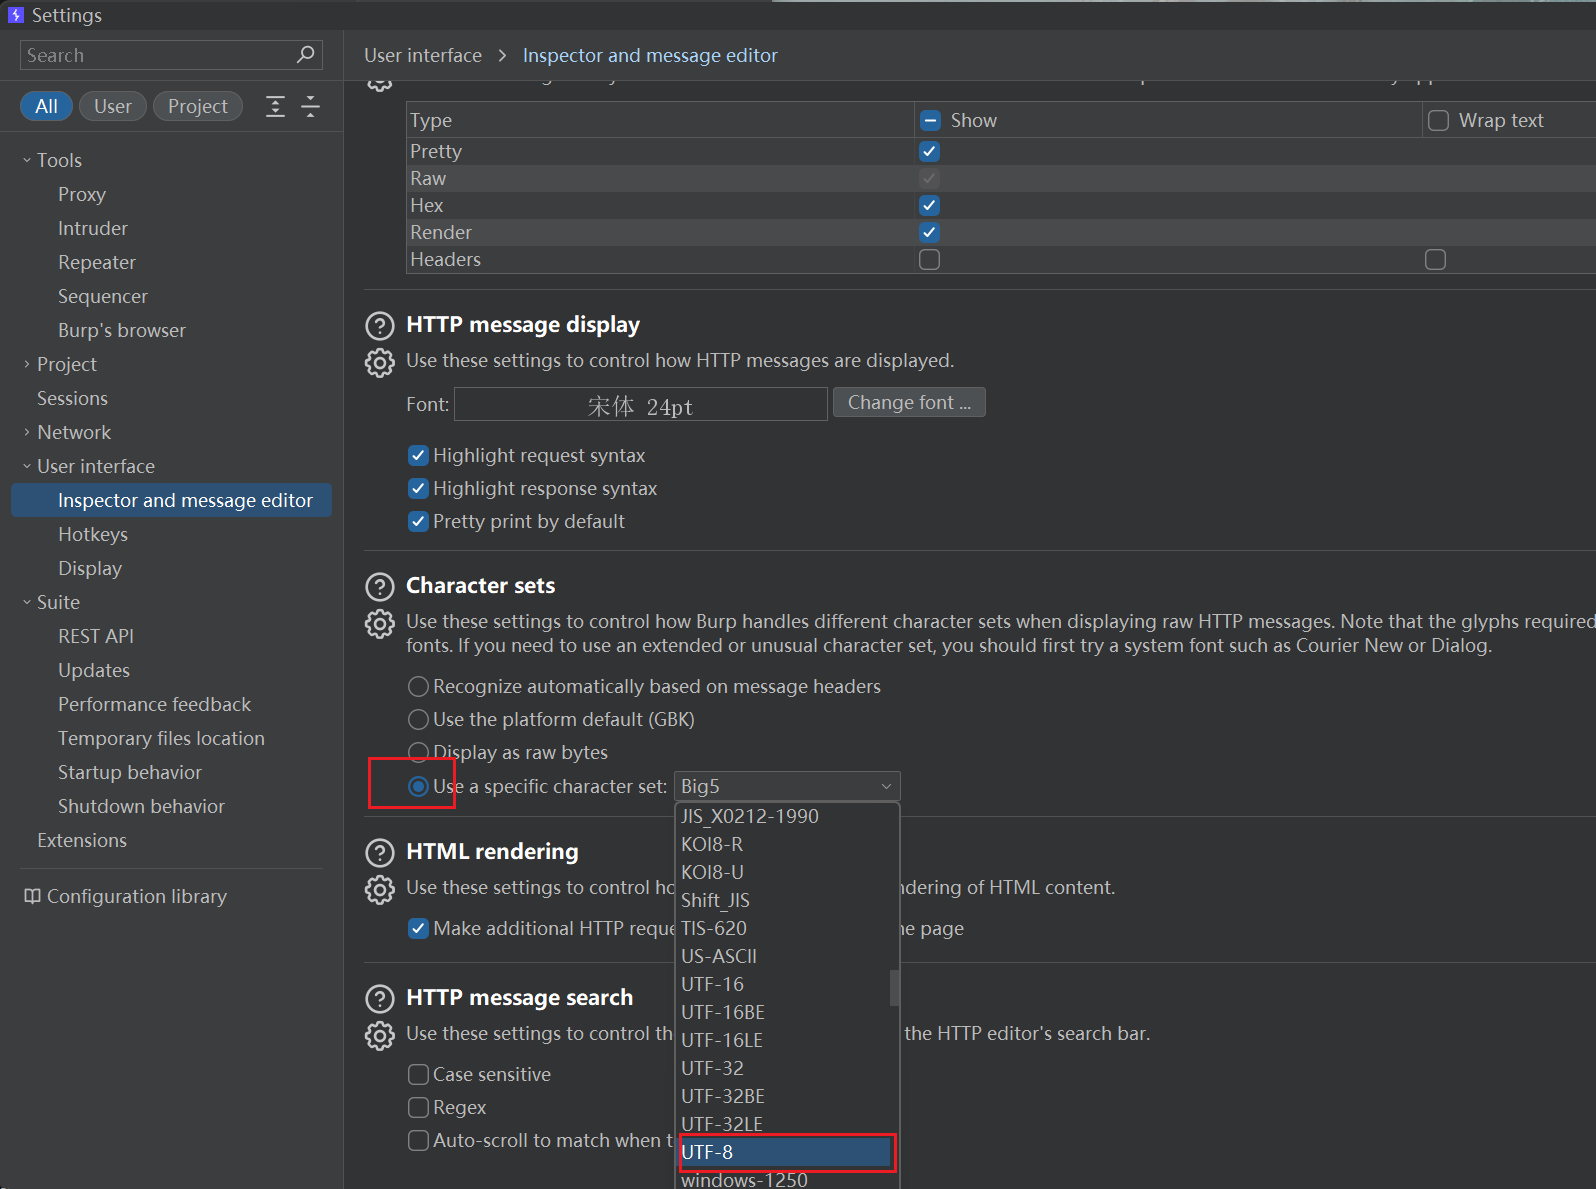 Settings
Search
User interface > Inspector and message editor
All User Project
Type Show Wrap text
Pretty
Raw
Hex
Render
Headers
Tools
Proxy
Intruder
Repeater
Sequencer
Burp's browser
Project
Sessions
Network
User interface
Inspector and message editor
Hotkeys
Display
Suite
REST API
Updates
Performance feedback
Temporary files location
Startup behavior
Shutdown behavior
Extensions
Configuration library
HTTP message display
Use these settings to control how HTTP messages are displayed.
Font: 宋体 24pt Change font ...
Highlight request syntax
Highlight response syntax
Pretty print by default
Character sets
Use these settings to control how Burp handles different character sets when displaying raw HTTP messages. Note that the glyphs required
fonts. If you need to use an extended or unusual character set, you should first try a system font such as Courier New or Dialog.
Recognize automatically based on message headers
Use the platform default (GBK)
Display as raw bytes
Use a specific character set: Big5
JIS_X0212-1990
KOI8-R
KOI8-U
Shift_JIS
TIS-620
US-ASCII
UTF-16
UTF-16BE
UTF-16LE
UTF-32
UTF-32BE
UTF-32LE
UTF-8
windows-1250
HTML rendering
Use these settings to control ndering of HTML content.
Make additional HTTP page
HTTP message search
Use these settings to control the HTTP editor's search bar.
Case sensitive
Regex
Auto-scroll to match when